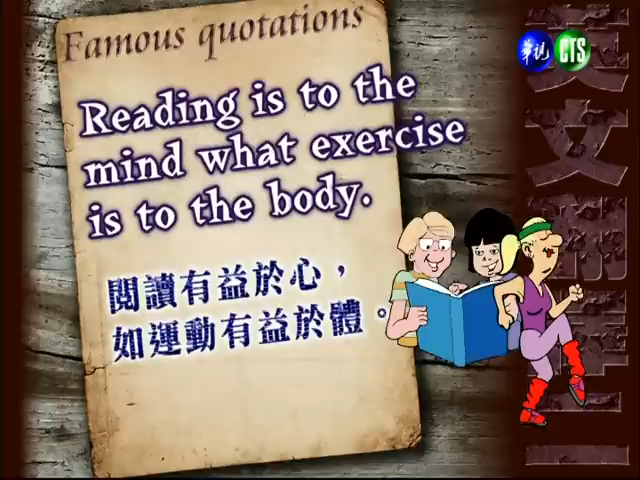 Famous quotations
華視 CTS
Reading is to the
mind what exercise
is to the body.
閱讀有益於心，
如運動有益於體。